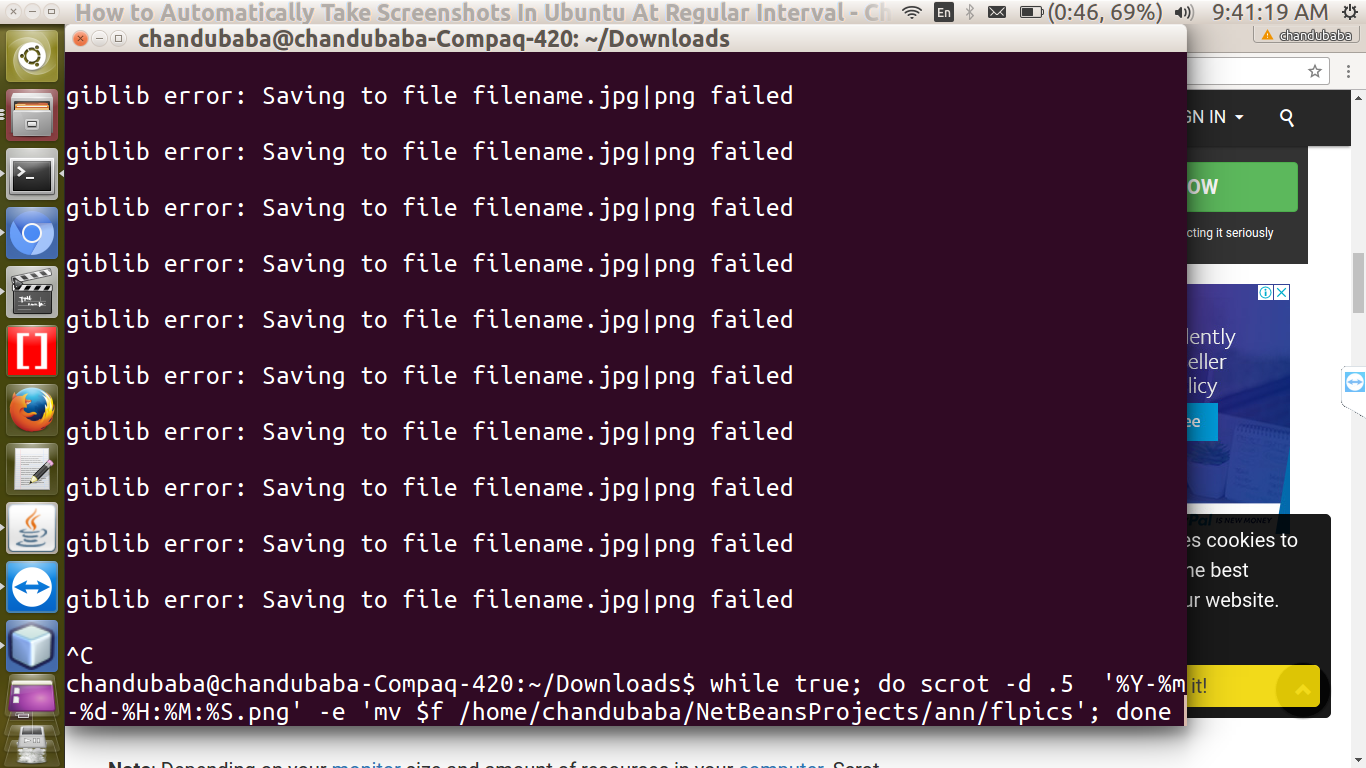 How to Automatically Take Screenshots In Ubuntu At Regular Interval - Ch
En
(0:46, 69%)
9:41:19 AM
chandubaba@chandubaba-Compaq-420: ~/Downloads
chandubaba
giblib error: Saving to file filename.jpg|png failed
GN IN
giblib error: Saving to file filename.jpg|png failed
OW
giblib error: Saving to file filename.jpg|png failed
cting it seriously
giblib error: Saving to file filename.jpg|png failed
giblib error: Saving to file filename.jpg|png failed
lently
eller
licy
giblib error: Saving to file filename.jpg|png failed
ee
giblib error: Saving to file filename.jpg|png failed
giblib error: Saving to file filename.jpg|png failed
Pal IS NEW MONEY
giblib error: Saving to file filename.jpg|png failed
es cookies to
he best
ur website.
giblib error: Saving to file filename.jpg|png failed
^C
chandubaba@chandubaba-Compaq-420:~/Downloads$ while true; do scrot -d .5  '%Y-%m
-%d-%H:%M:%S.png' -e 'mv $f /home/chandubaba/NetBeansProjects/ann/flpics'; done
it!
Note: Depending on your monitor size and amount of resources in your computer, Scrot